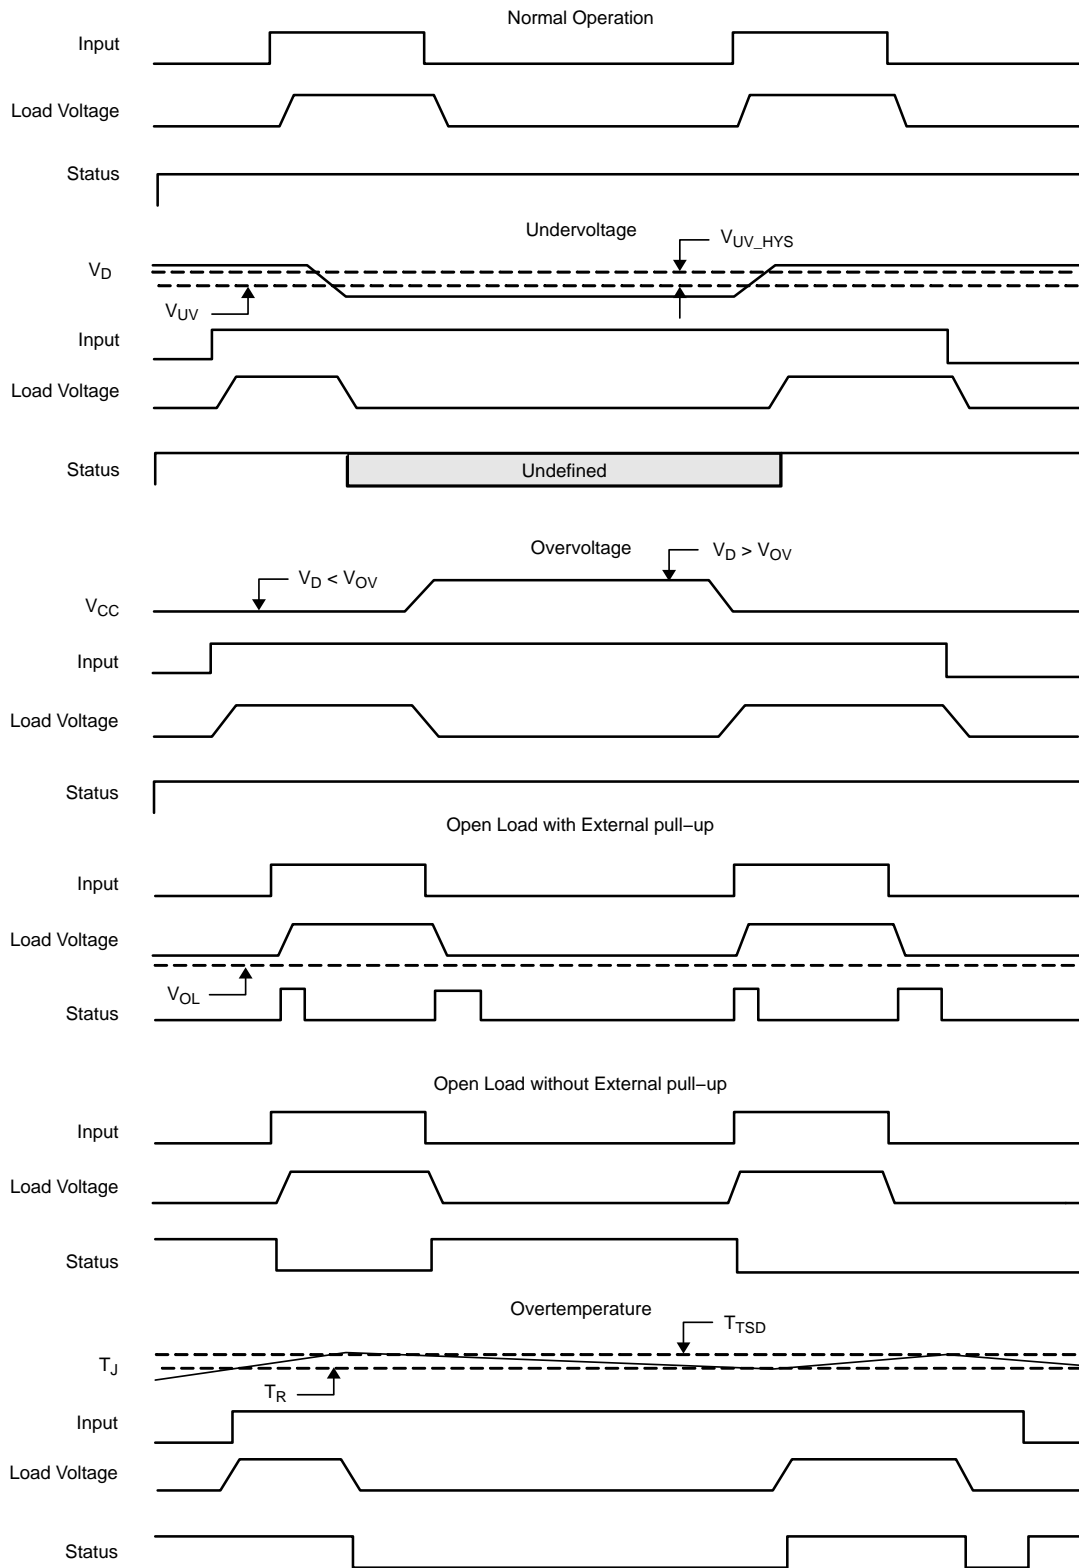 Normal Operation
Input
Load Voltage
Status
Undervoltage
V_UV_HYS
V_D
V_UV
Input
Load Voltage
Status
Undefined
Overvoltage
V_D > V_OV
V_D < V_OV
V_CC
Input
Load Voltage
Status
Open Load with External pull−up
Input
Load Voltage
V_OL
Status
Open Load without External pull−up
Input
Load Voltage
Status
Overtemperature
T_TSD
T_J
T_R
Input
Load Voltage
Status